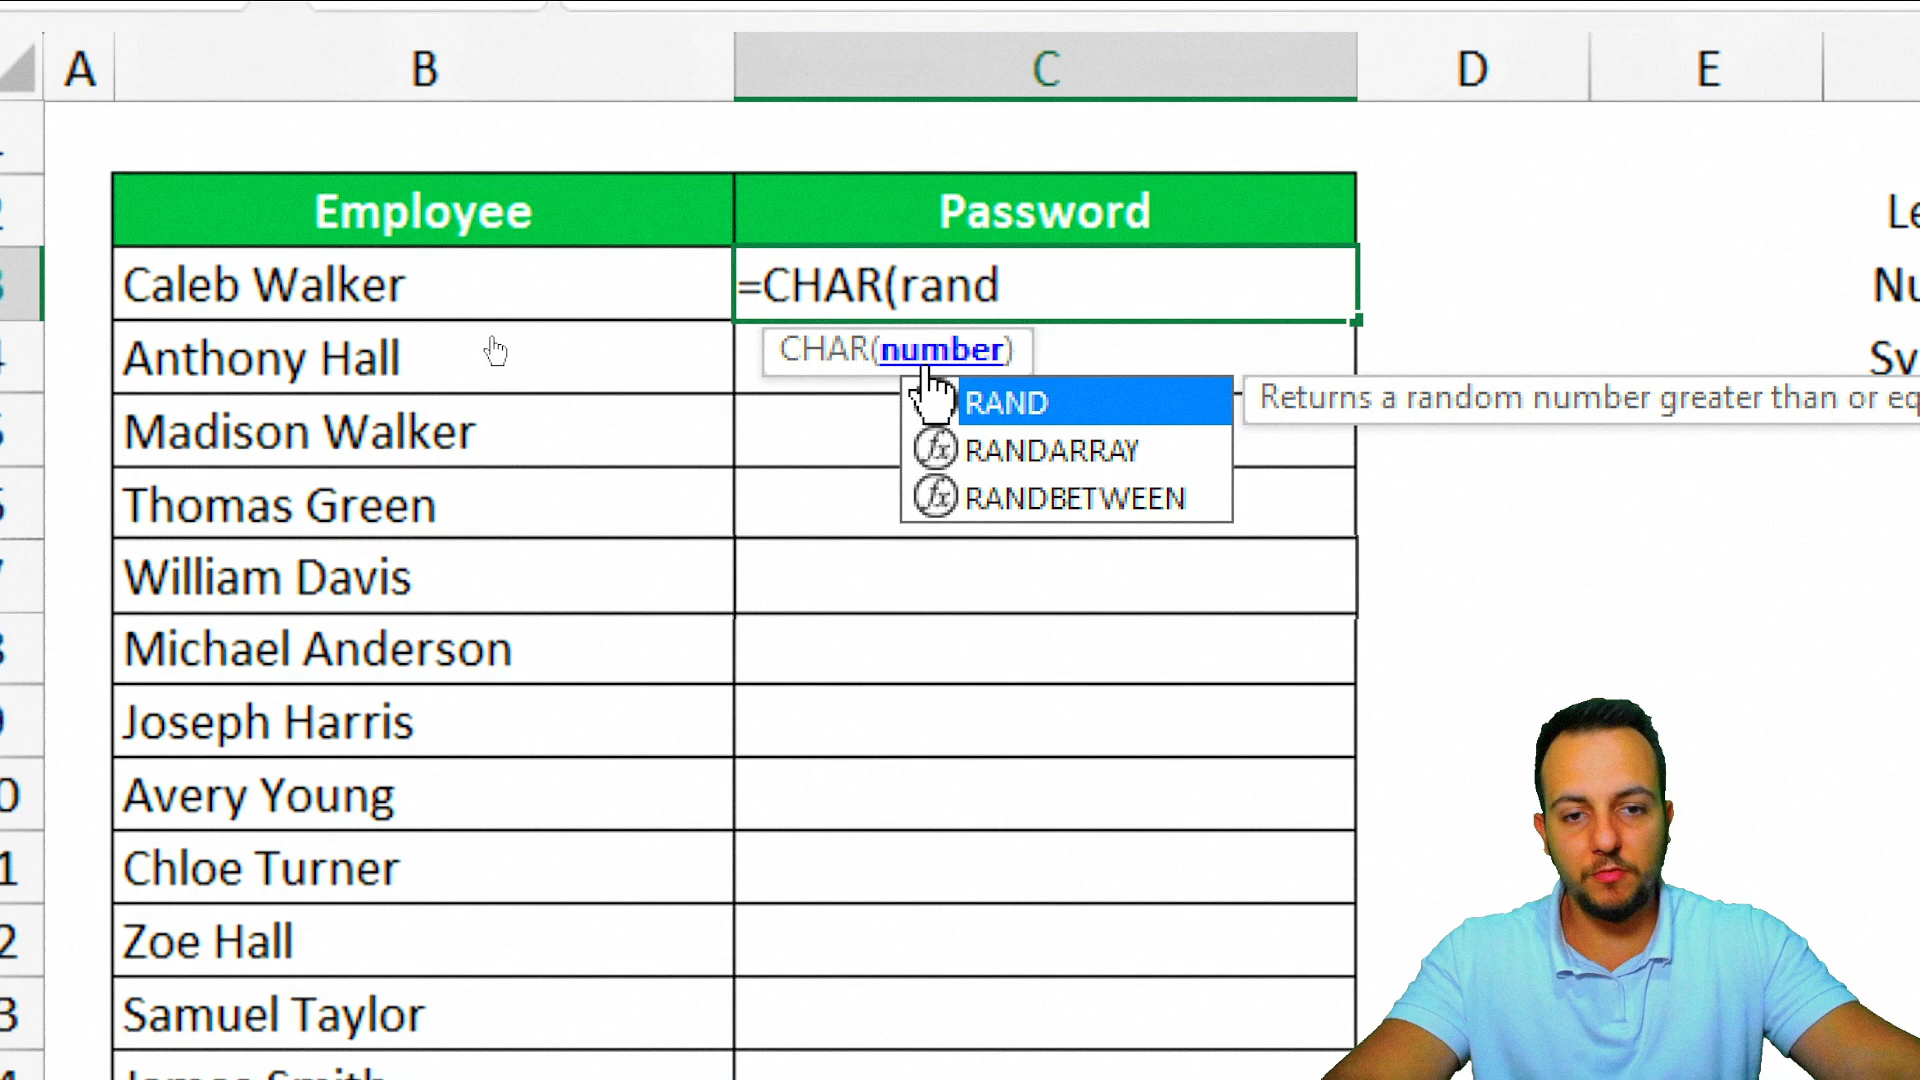 A B C D E
Employee Password
Caleb Walker =CHAR(rand
Anthony Hall CHAR(number)
RAND Returns a random number greater than or eq
Madison Walker RANDARRAY
Thomas Green RANDBETWEEN
William Davis
Michael Anderson
Joseph Harris
Avery Young
Chloe Turner
Zoe Hall
Samuel Taylor